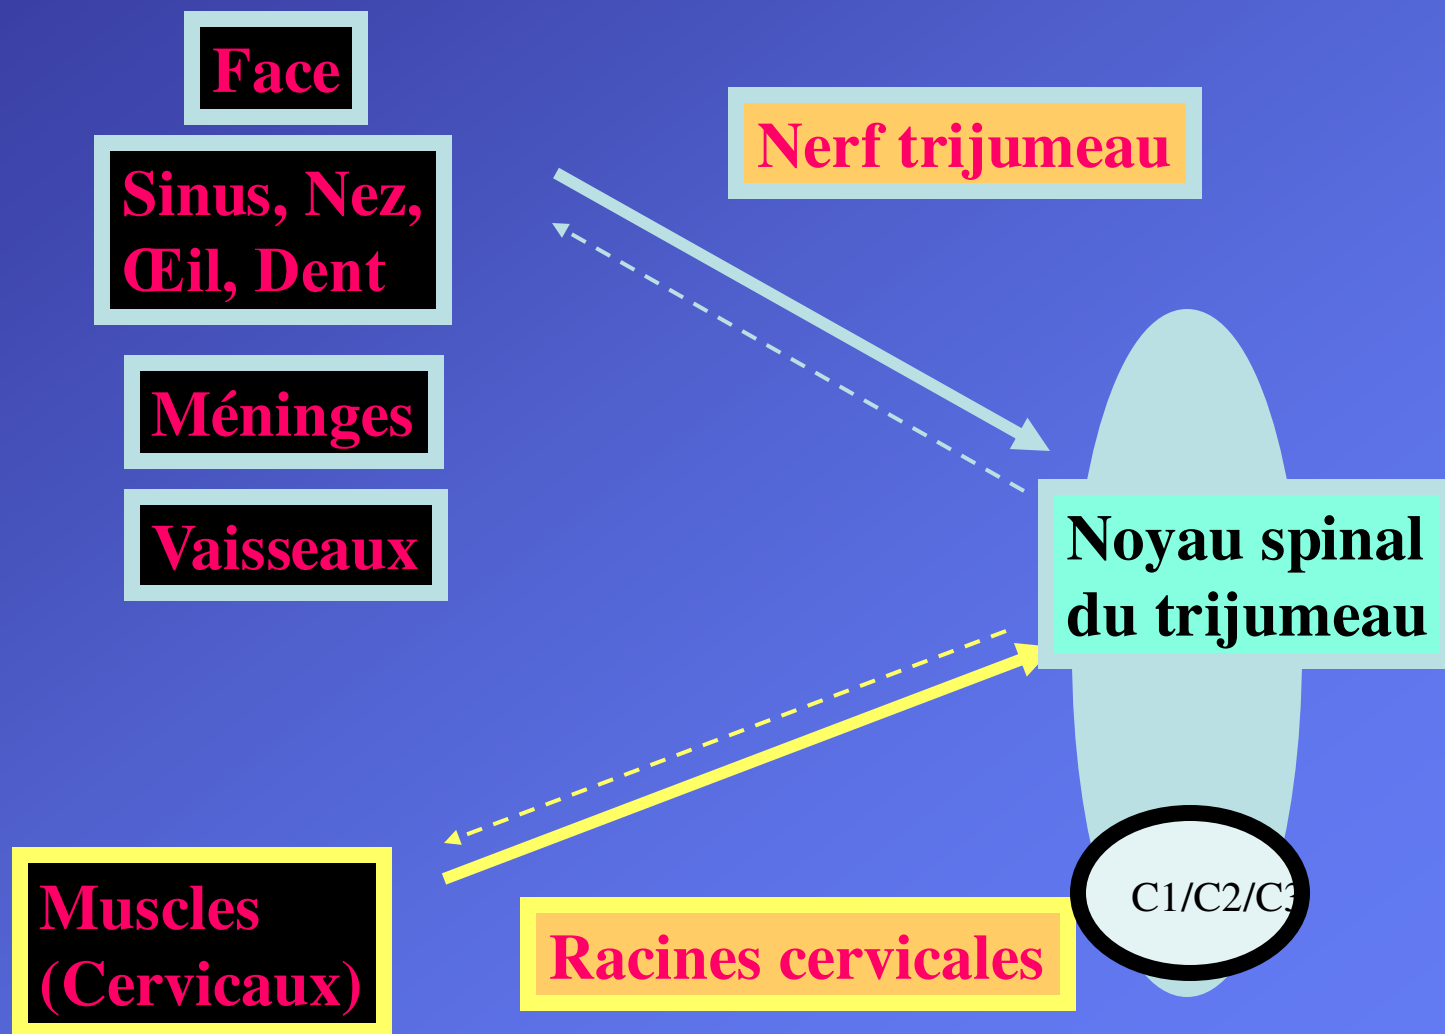 Face
Nerf trijumeau
Sinus, Nez,
Œil, Dent
Méninges
Vaisseaux
Noyau spinal
du trijumeau
Muscles
(Cervicaux)
Racines cervicales
C1/C2/C3